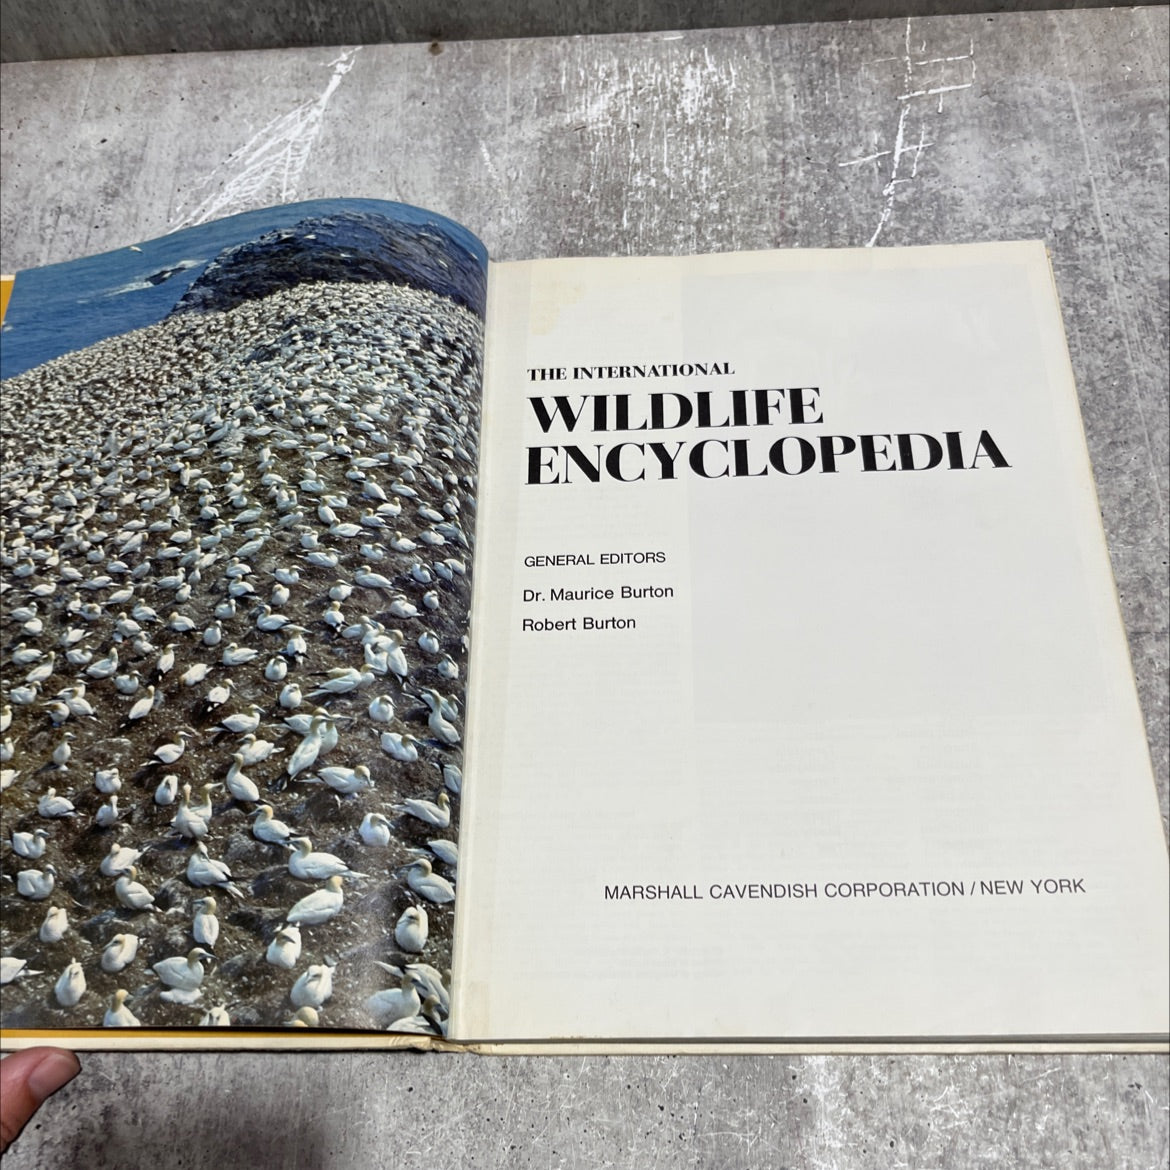 THE INTERNATIONAL
WILDLIFE
ENCYCLOPEDIA
GENERAL EDITORS
Dr. Maurice Burton
Robert Burton
MARSHALL CAVENDISH CORPORATION / NEW YORK